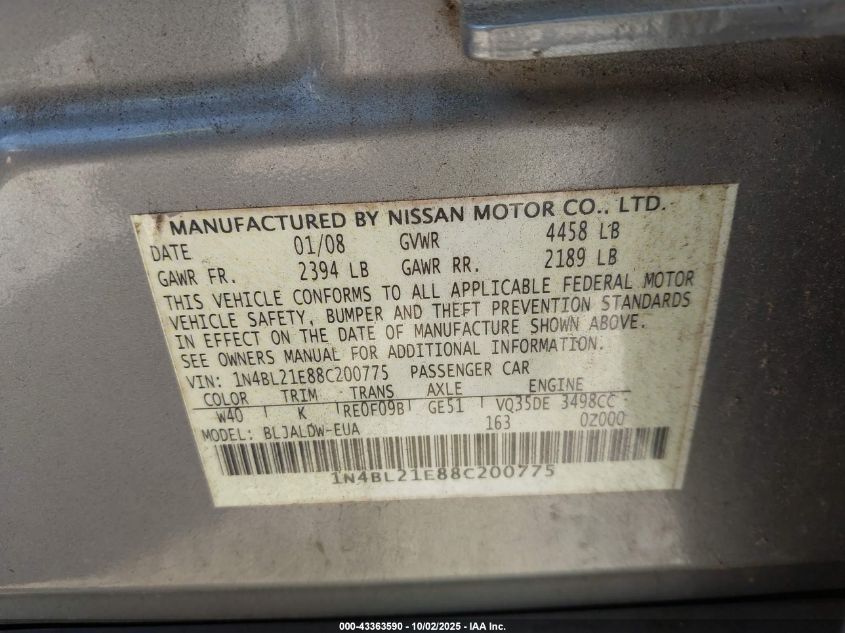 MANUFACTURED BY NISSAN MOTOR CO., LTD.
DATE 01/08 GVWR 4458 LB
GAWR FR. 2394 LB GAWR RR. 2189 LB
THIS VEHICLE CONFORMS TO ALL APPLICABLE FEDERAL MOTOR
VEHICLE SAFETY, BUMPER AND THEFT PREVENTION STANDARDS
IN EFFECT ON THE DATE OF MANUFACTURE SHOWN ABOVE.
SEE OWNERS MANUAL FOR ADDITIONAL INFORMATION.
VIN: 1N4BL21E88C200775 PASSENGER CAR
COLOR TRIM TRANS AXLE ENGINE
W40 K RE0F09B GE51 VQ35DE 3498CC
MODEL: BLJALDW-EUA 163 0Z000
1N4BL21E88C200775
000-43363590 - 10/02/2025 - IAA Inc.